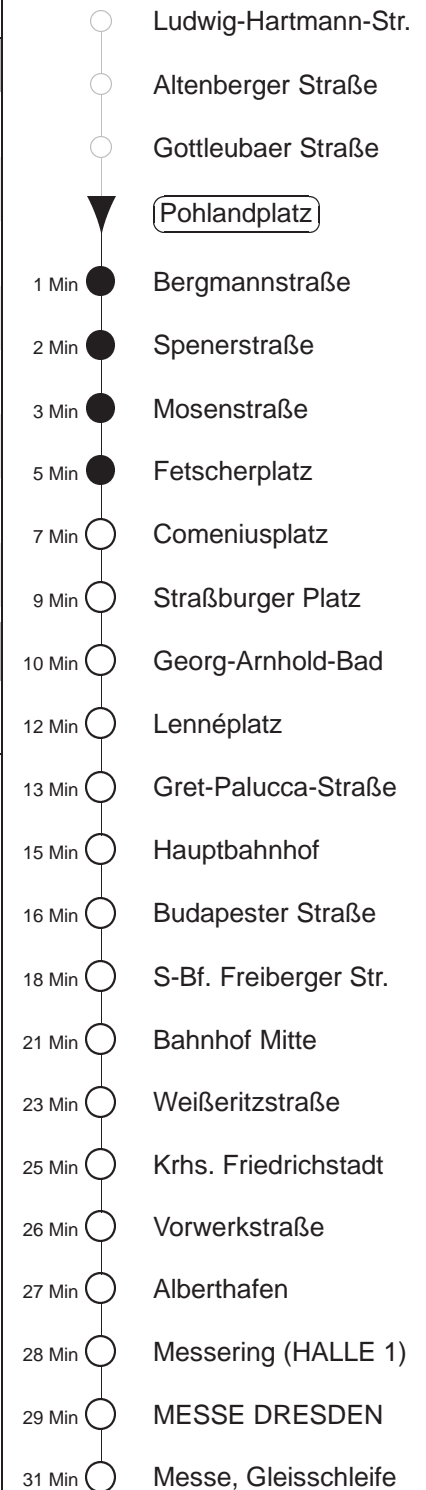 Ludwig-Hartmann-Str.
Altenberger Straße
Gottleubaer Straße
Pohlandplatz
1 Min Bergmannstraße
2 Min Spenerstraße
3 Min Mosenstraße
5 Min Fetscherplatz
7 Min Comeniusplatz
9 Min Straßburger Platz
10 Min Georg-Arnhold-Bad
12 Min Lennéplatz
13 Min Gret-Palucca-Straße
15 Min Hauptbahnhof
16 Min Budapester Straße
18 Min S-Bf. Freiberger Str.
21 Min Bahnhof Mitte
23 Min Weißeritzstraße
25 Min Krhs. Friedrichstadt
26 Min Vorwerkstraße
27 Min Alberthafen
28 Min Messering (HALLE 1)
29 Min MESSE DRESDEN
31 Min Messe, Gleisschleife